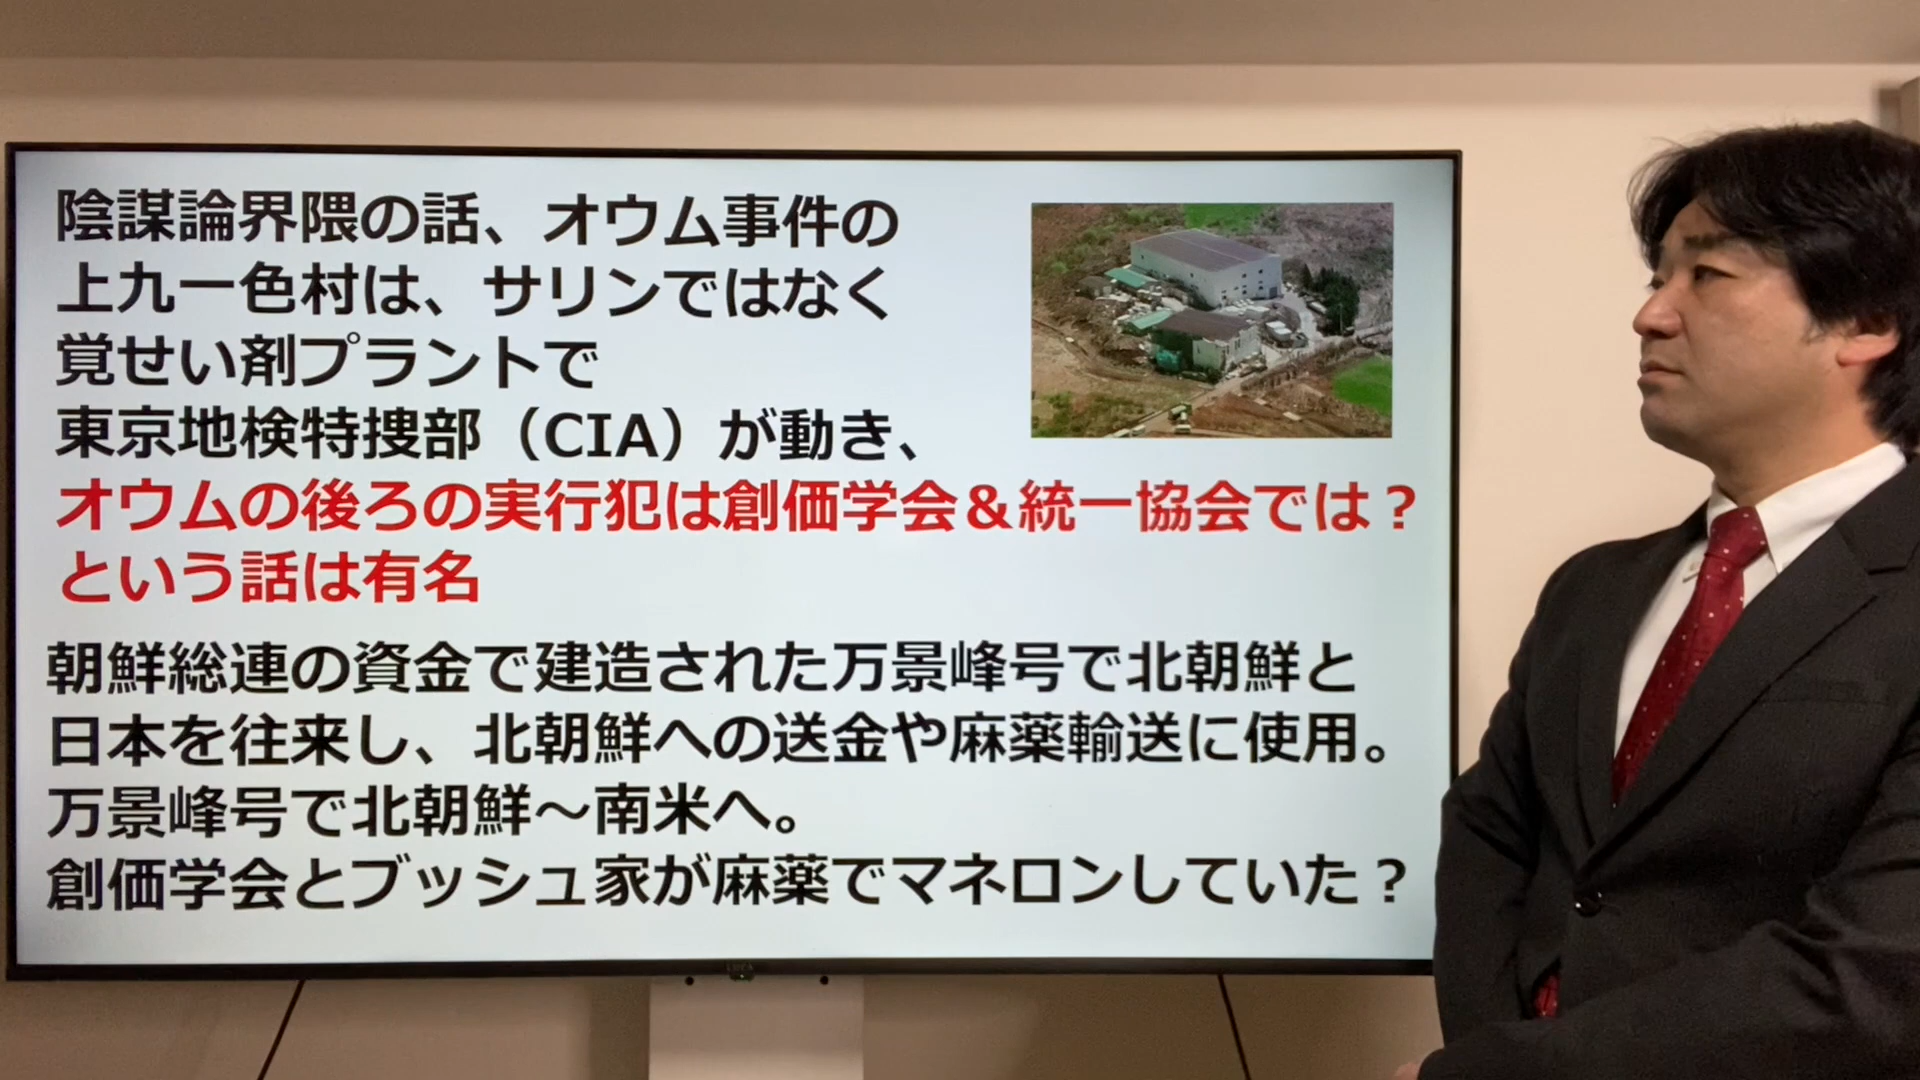 陰謀論界隈の話、オウム事件の
上九一色村は、サリンではなく
覚せい剤プラントで
東京地検特捜部（CIA）が動き、
オウムの後ろの実行犯は創価学会＆統一協会では？
という話は有名
朝鮮総連の資金で建造された万景峰号で北朝鮮と
日本を往来し、北朝鮮への送金や麻薬輸送に使用。
万景峰号で北朝鮮～南米へ。
創価学会とブッシュ家が麻薬でマネロンしていた？